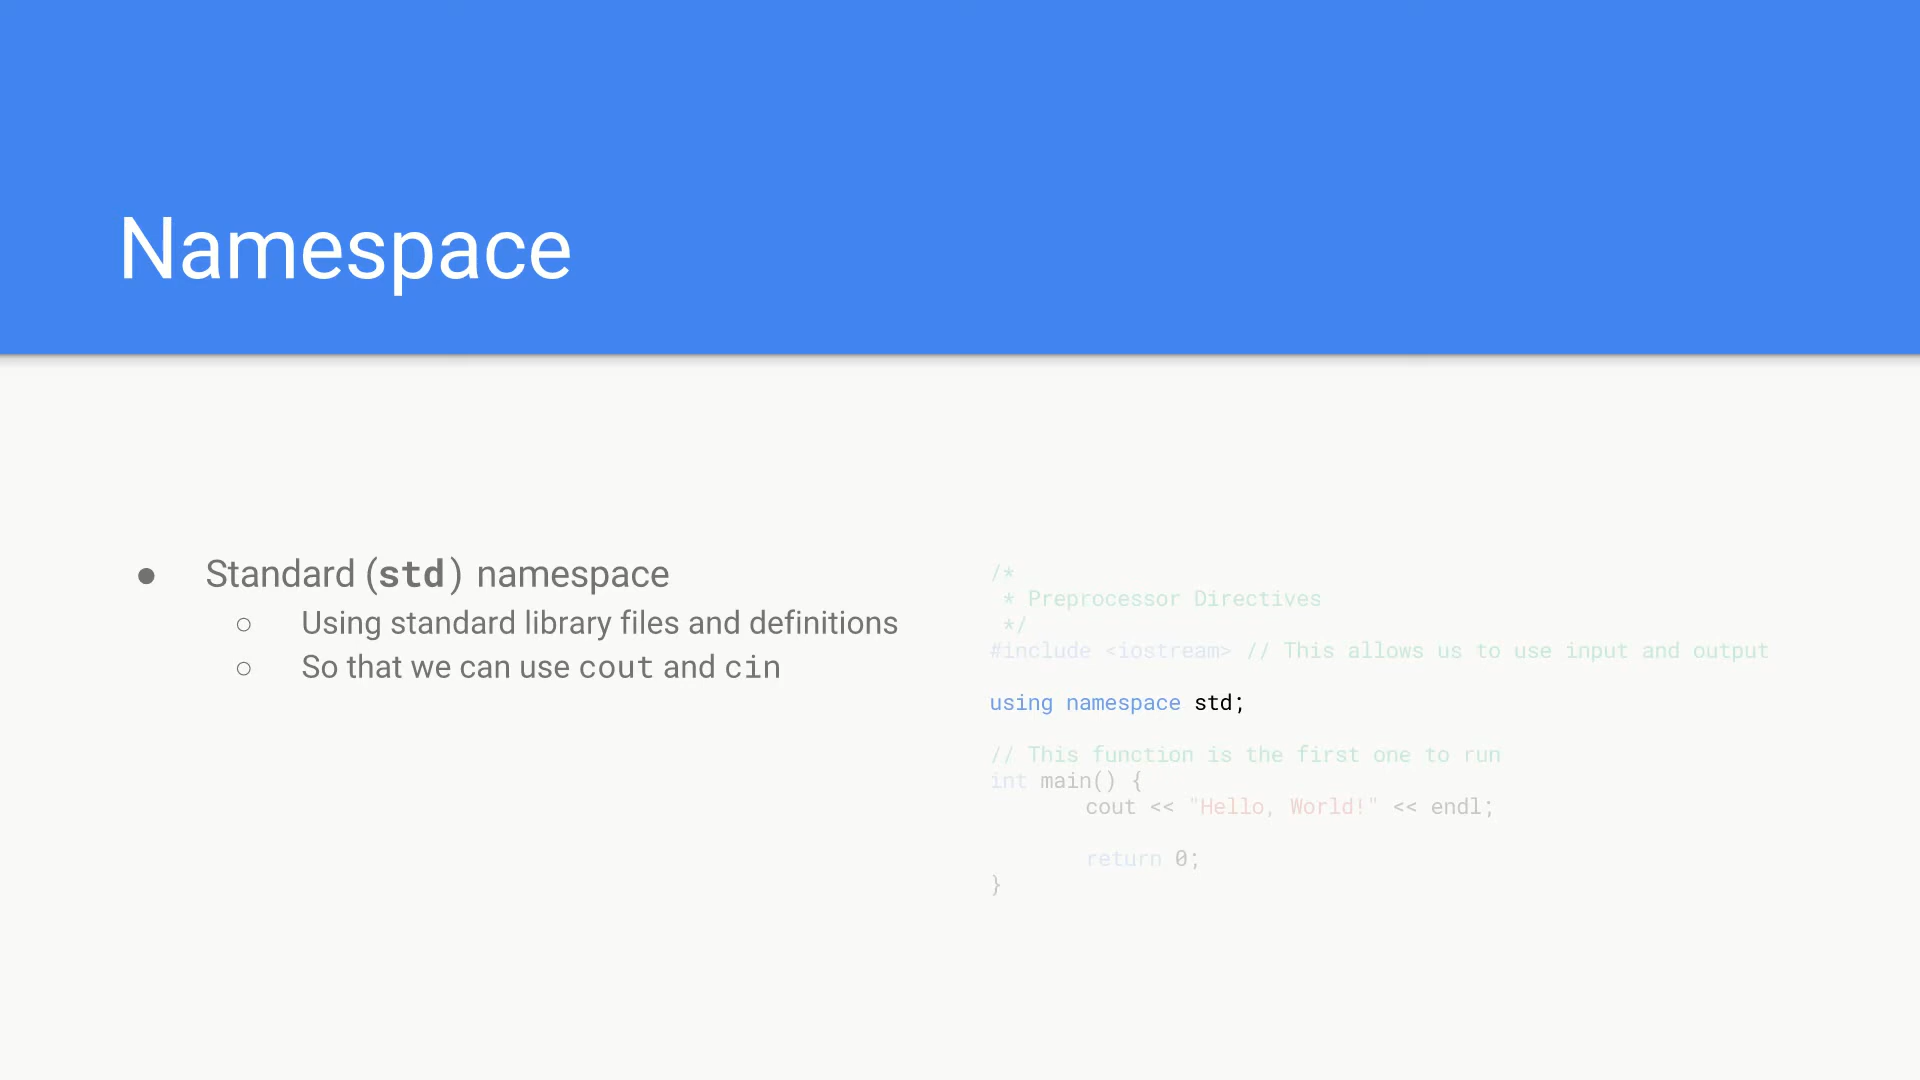 Namespace
● Standard (std) namespace
○ Using standard library files and definitions
○ So that we can use cout and cin
/*
 * Preprocessor Directives
 */
#include <iostream> // This allows us to use input and output
using namespace std;
// This function is the first one to run
int main() {
cout << "Hello, World!" << endl;
return 0;
}